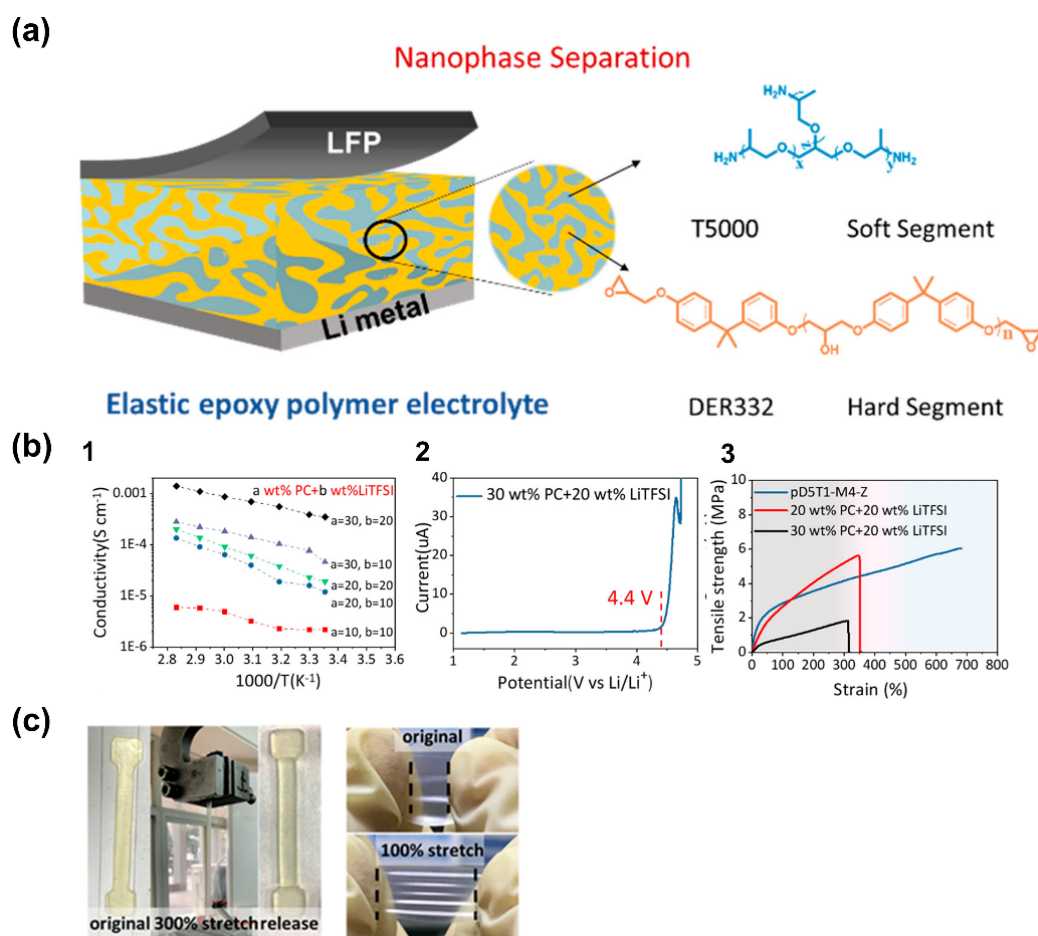 (a)
Nanophase Separation
LFP
Li metal
Elastic epoxy polymer electrolyte
H₂N
H₂N
O
O
O
NH₂
x
z
y
T5000
Soft Segment
O
O
O
O
O
O
OH
n
DER332
Hard Segment
(b)
1
a wt% PC+b wt%LiTFSI
Conductivity(S cm⁻¹)
0.001
1E-4
1E-5
1E-6
a=30, b=20
a=30, b=10
a=20, b=20
a=20, b=10
a=10, b=10
2.8 2.9 3.0 3.1 3.2 3.3 3.4 3.5 3.6
1000/T(K⁻¹)
2
30 wt% PC+20 wt%LiTFSI
Current(uA)
40
30
20
10
0
4.4 V
1 2 3 4 5
Potential(V vs Li/Li⁺)
3
pD5T1-M4-Z
20 wt% PC+20 wt% LiTFSI
30 wt% PC+20 wt% LiTFSI
Tensile strength (MPa)
10
8
6
4
2
0
0 100 200 300 400 500 600 700 800
Strain (%)
(c)
original 300% stretch release
original
100% stretch